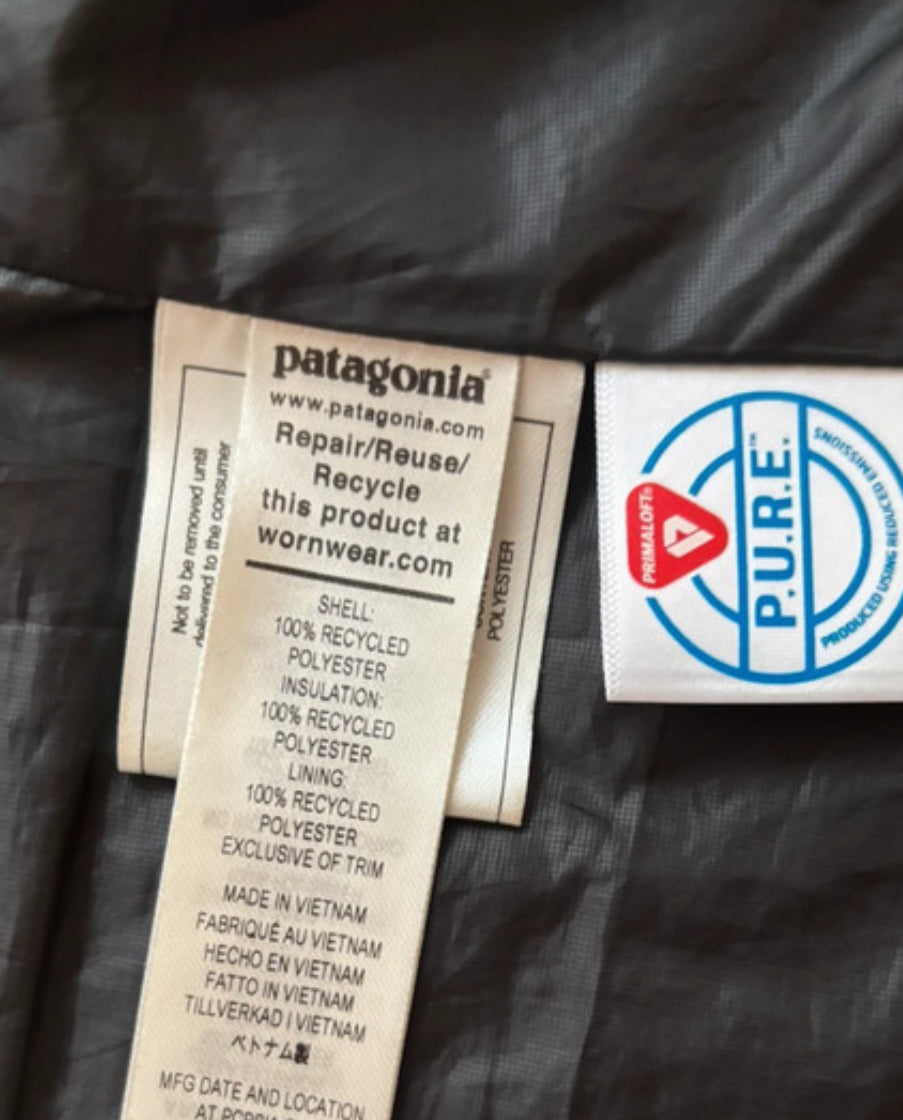 patagonia®
www.patagonia.com
Repair/Reuse/
Recycle
this product at
wornwear.com
SHELL:
100% RECYCLED
POLYESTER
INSULATION:
100% RECYCLED
POLYESTER
LINING:
100% RECYCLED
POLYESTER
EXCLUSIVE OF TRIM
MADE IN VIETNAM
FABRIQUÉ AU VIETNAM
HECHO EN VIETNAM
FATTO IN VIETNAM
TILLVERKAD I VIETNAM
ベトナム製
MFG DATE AND LOCATION
AT
Not to be removed until
delivered to the consumer
POLYESTER
PRIMALOFT®
P.U.R.E.™
PRODUCED USING REDUCED EMISSIONS